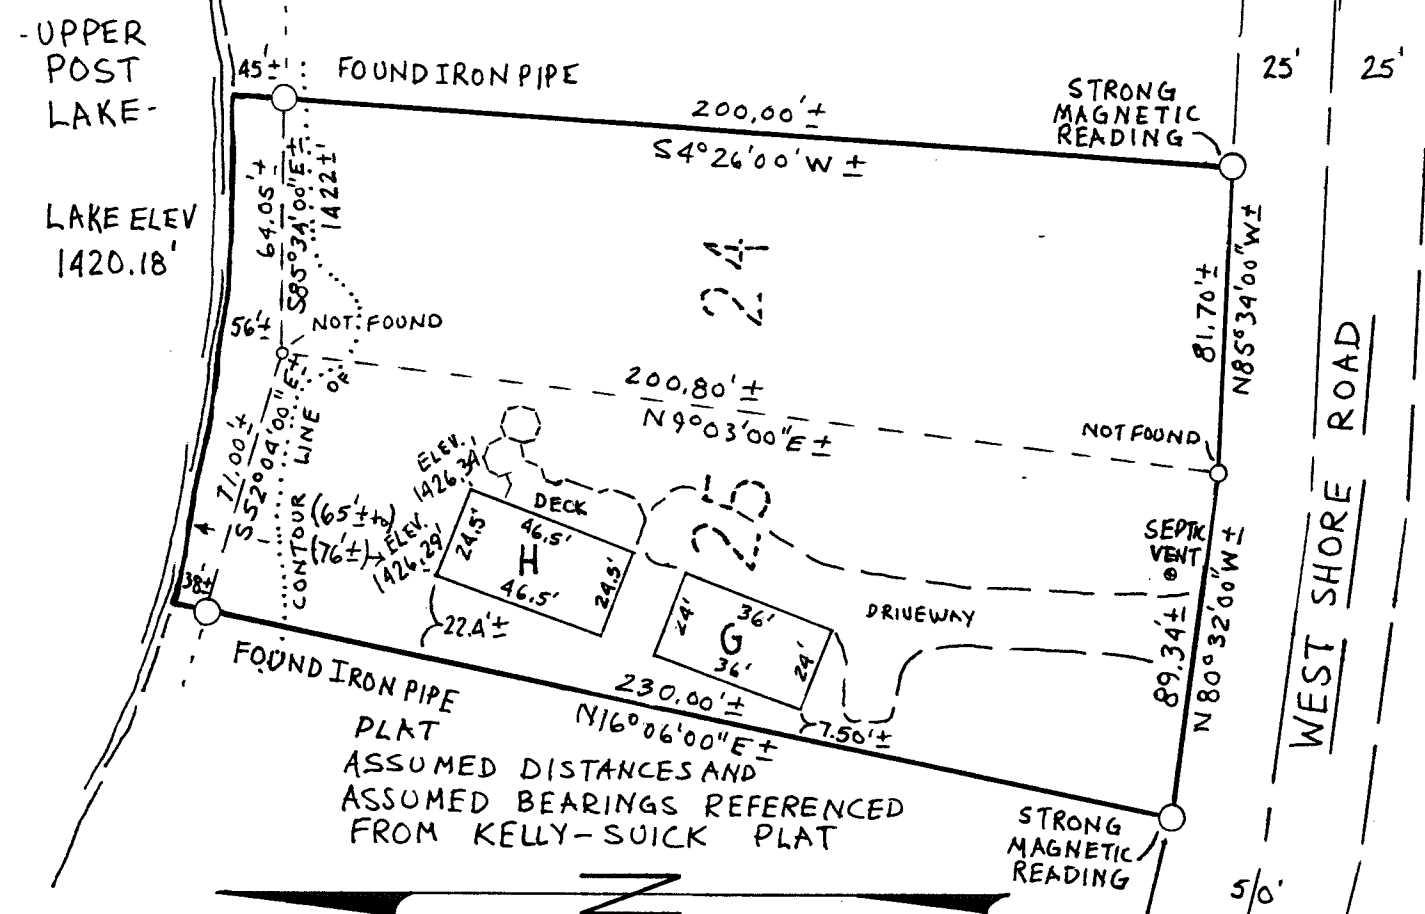 -UPPER
POST
LAKE-
45'±
FOUND IRON PIPE
200.00'±
S4°26'00'W ±
STRONG
MAGNETIC
READING
25'
25'
LAKE ELEV
1420.18'
64.05'±
S85°34'00"E±
1422±'
24
81.70'±
N85°34'00"W±
56'±
NOT FOUND
200.80'±
N9°03'00"E ±
NOT FOUND
71.00'±
S52°04'00"E±
CONTOUR LINE OF
ELEV.
1426.34'
(65'± to
(76'±)
ELEV.
1426.29'
DECK
46.5'
24.5'
H
46.5'
24.5'
23
SEPTIC
VENT
WEST SHORE ROAD
38±
22.4'±
24'
36'
G
36'
24'
DRIVEWAY
89.34'±
N80°32'00"W ±
FOUND IRON PIPE
230.00'±
N16°06'00"E ±
7.50'±
PLAT
ASSUMED DISTANCES AND
ASSUMED BEARINGS REFERENCED
FROM KELLY-SUICK PLAT
STRONG
MAGNETIC
READING
50'